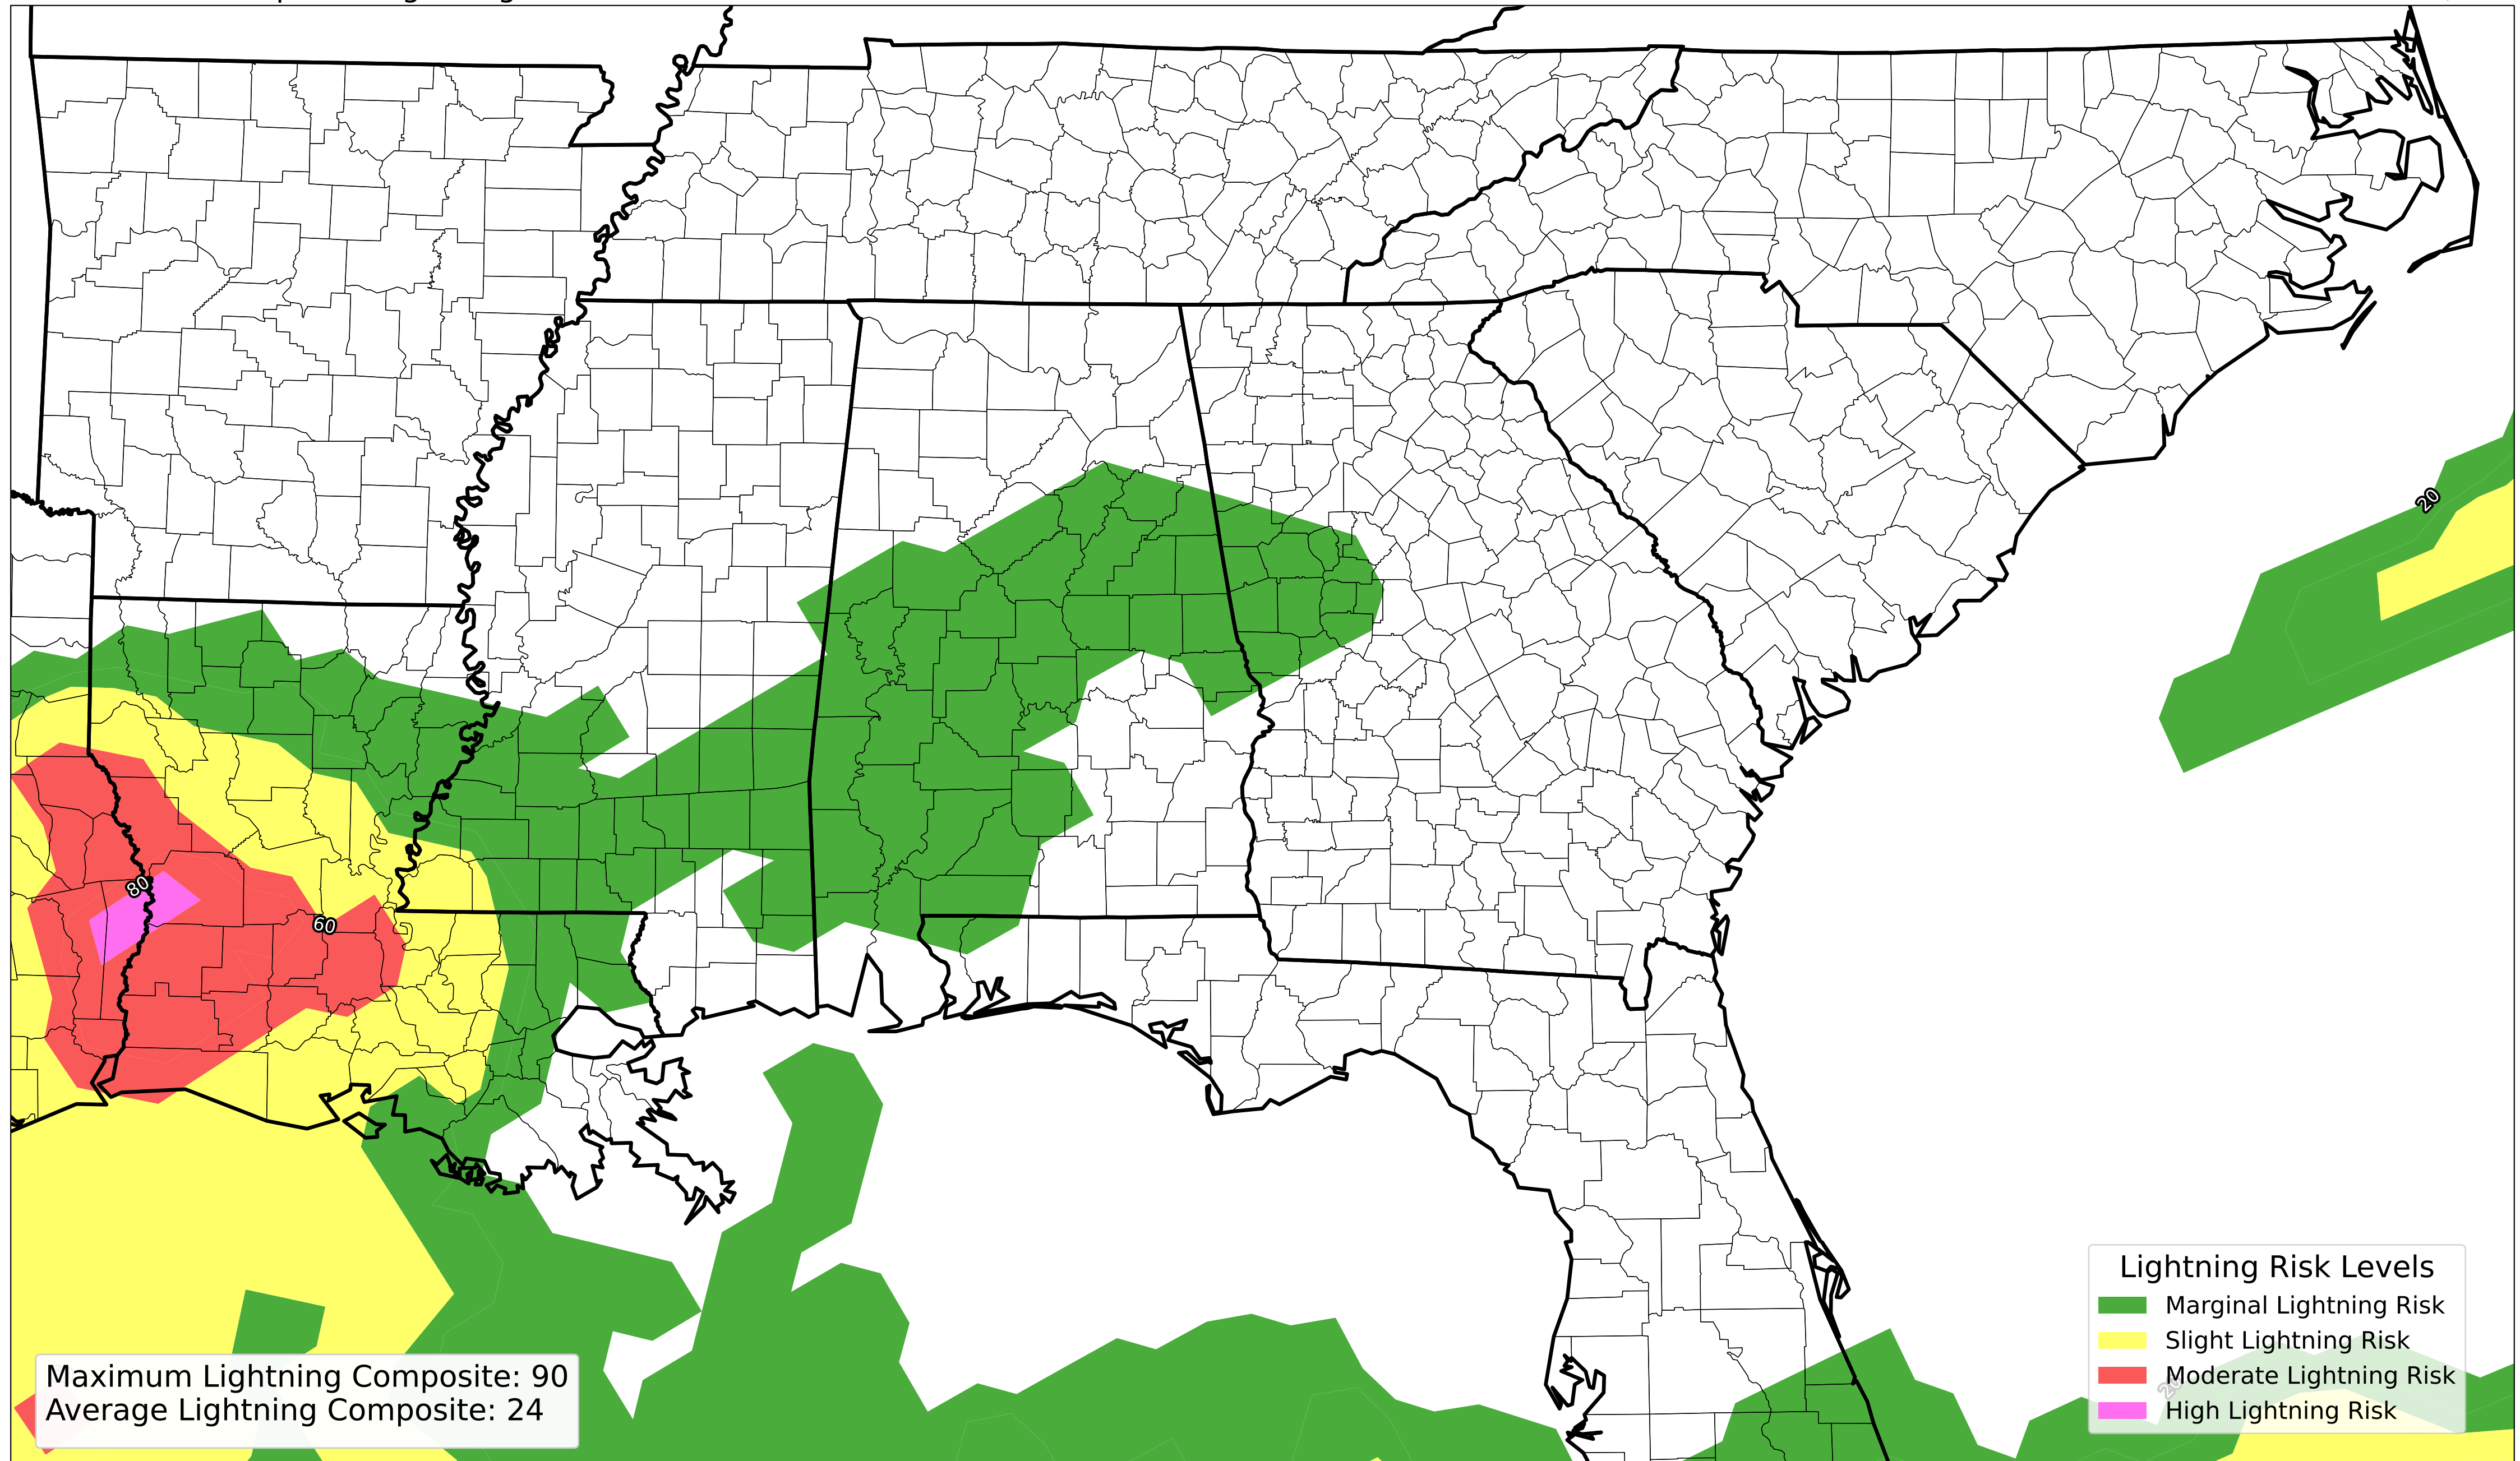 20
80
60
Lightning Risk Levels
Marginal Lightning Risk
Slight Lightning Risk
Moderate Lightning Risk
High Lightning Risk
20
Maximum Lightning Composite: 90
Average Lightning Composite: 24